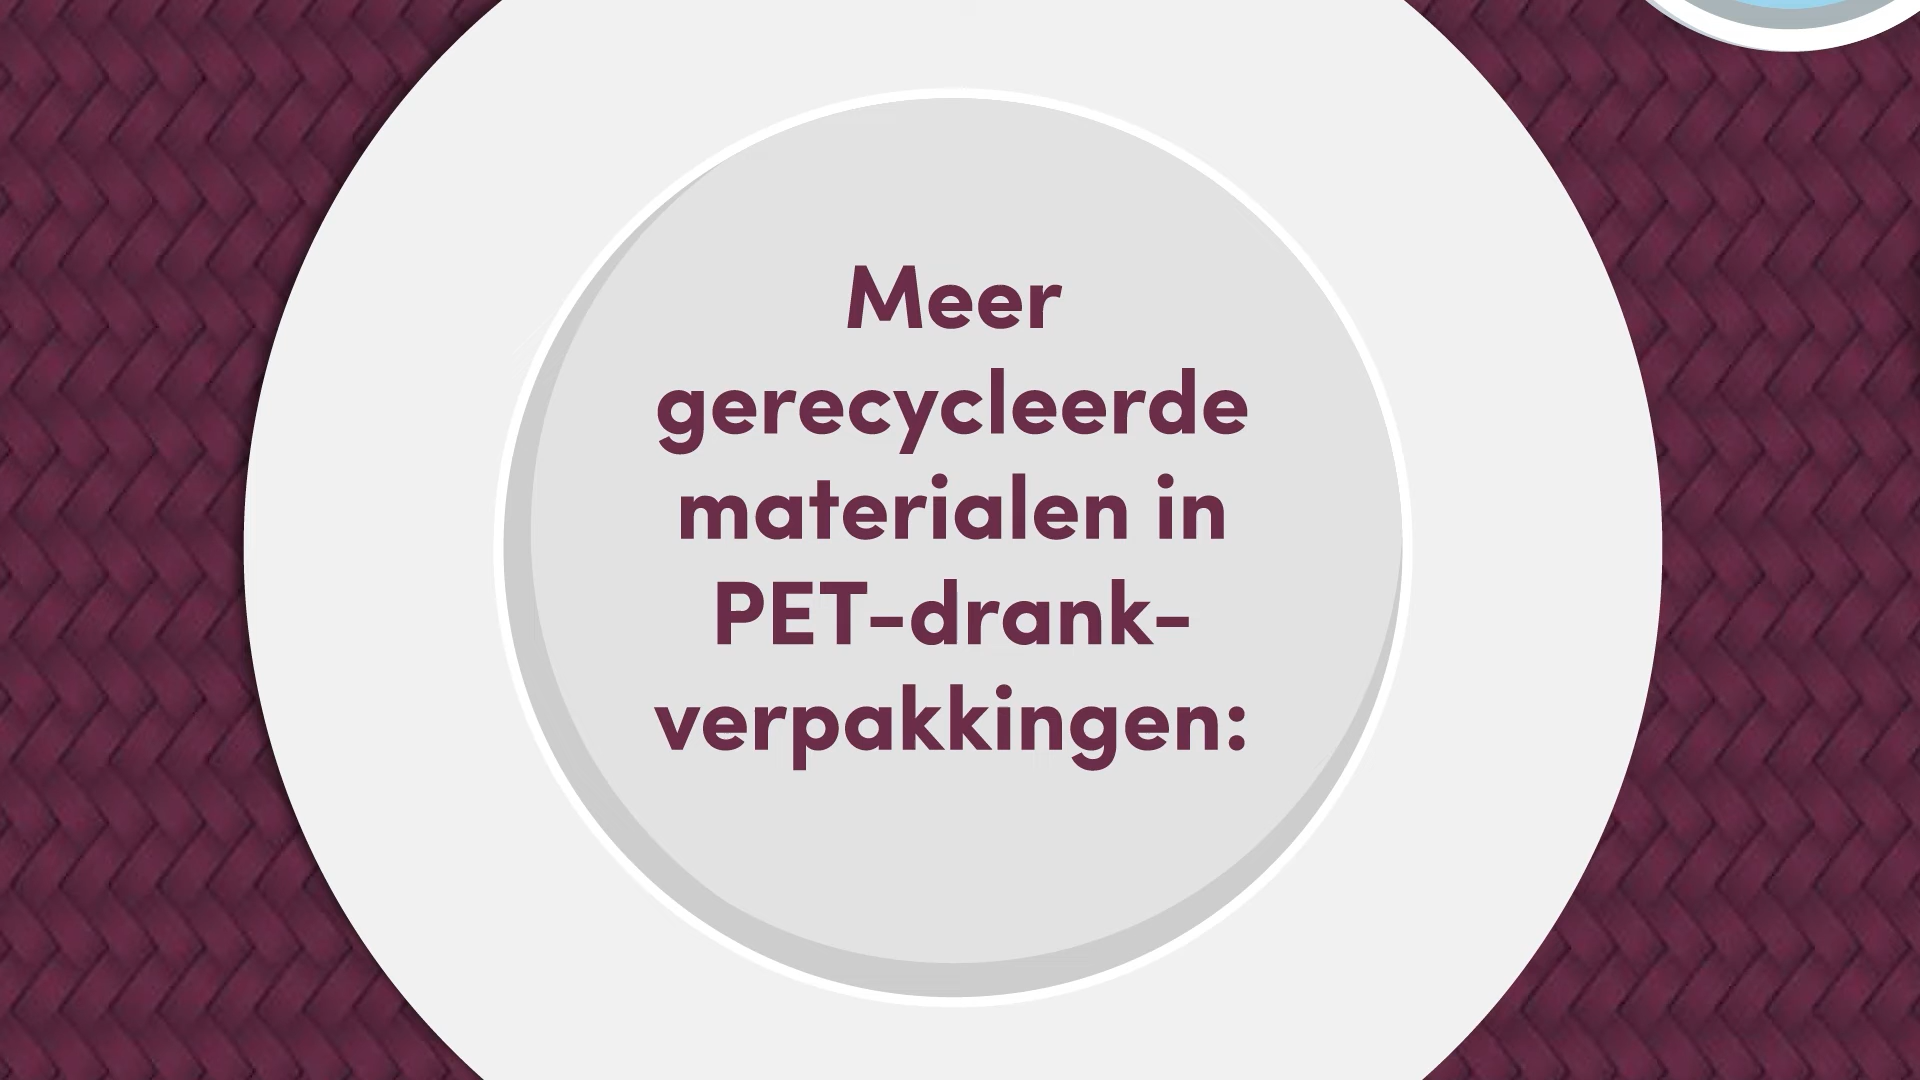 Meer
gerecycleerde
materialen in
PET-drank-
verpakkingen: